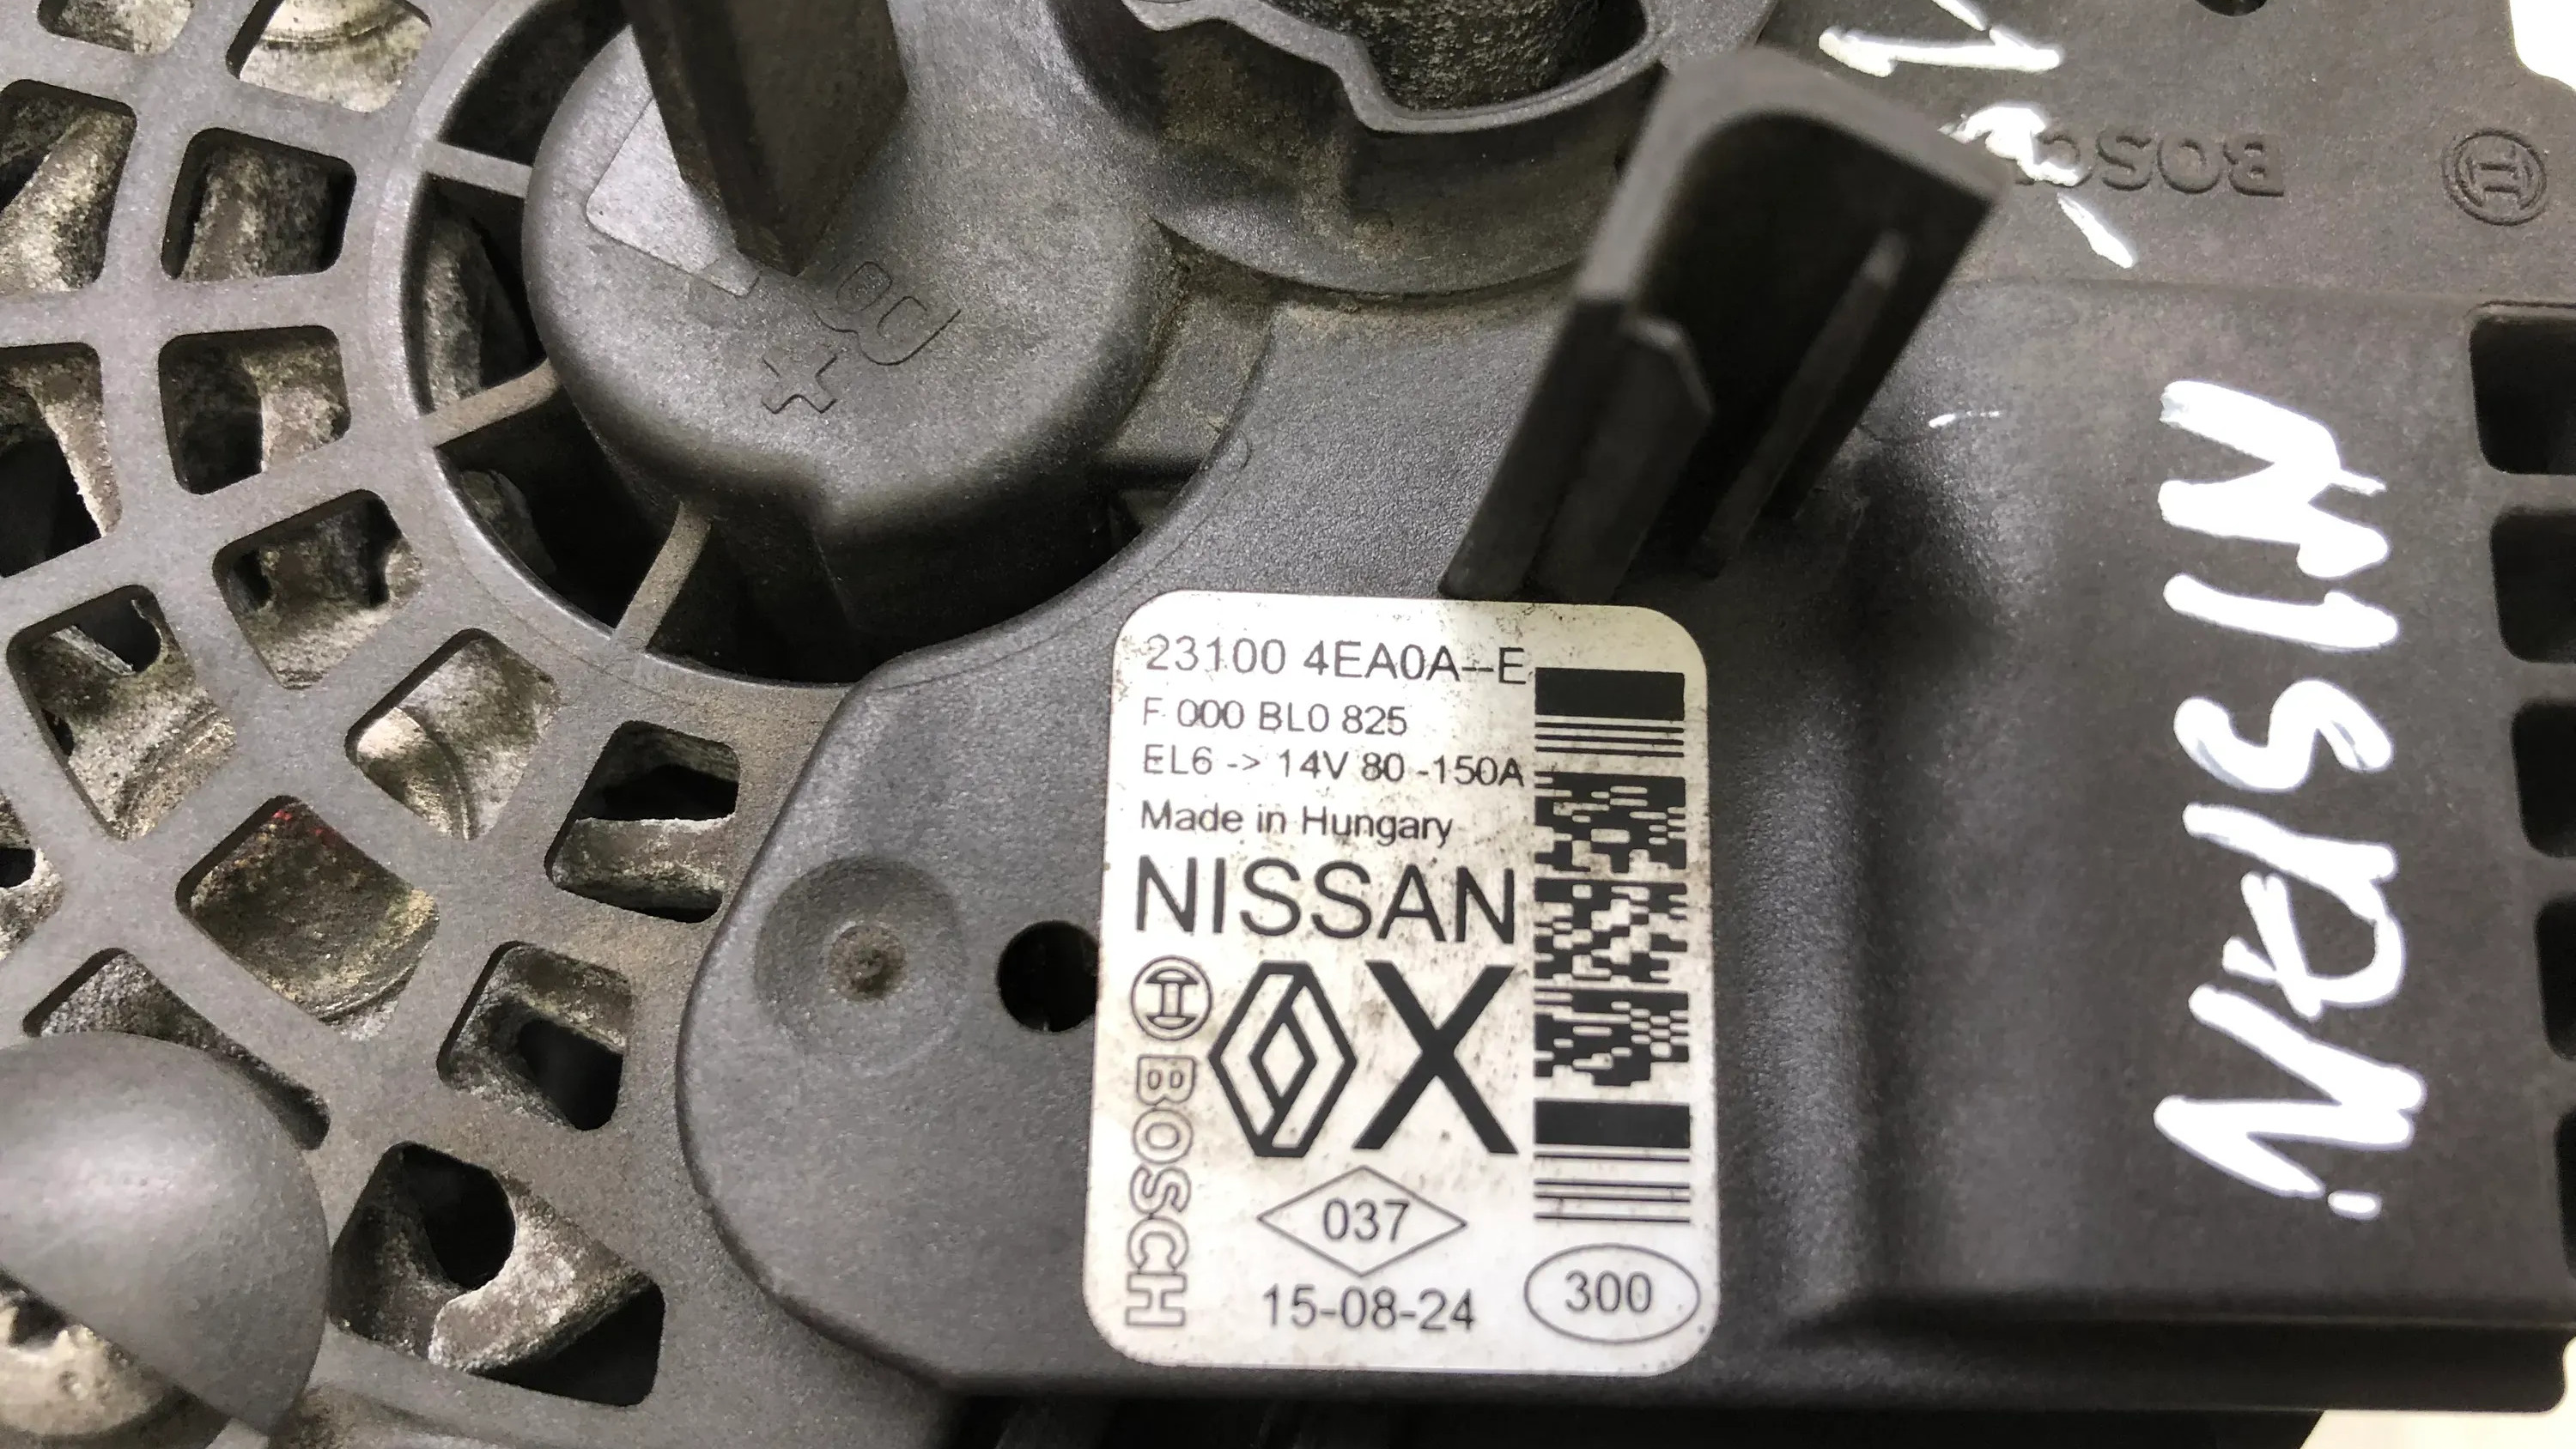 23100 4EA0A--E
F 000 BL0 825
EL6 -> 14V 80 -150A
Made in Hungary
NISSAN
BOSCH
X
037
15-08-24
300
B+
BOSCH
NISSAN